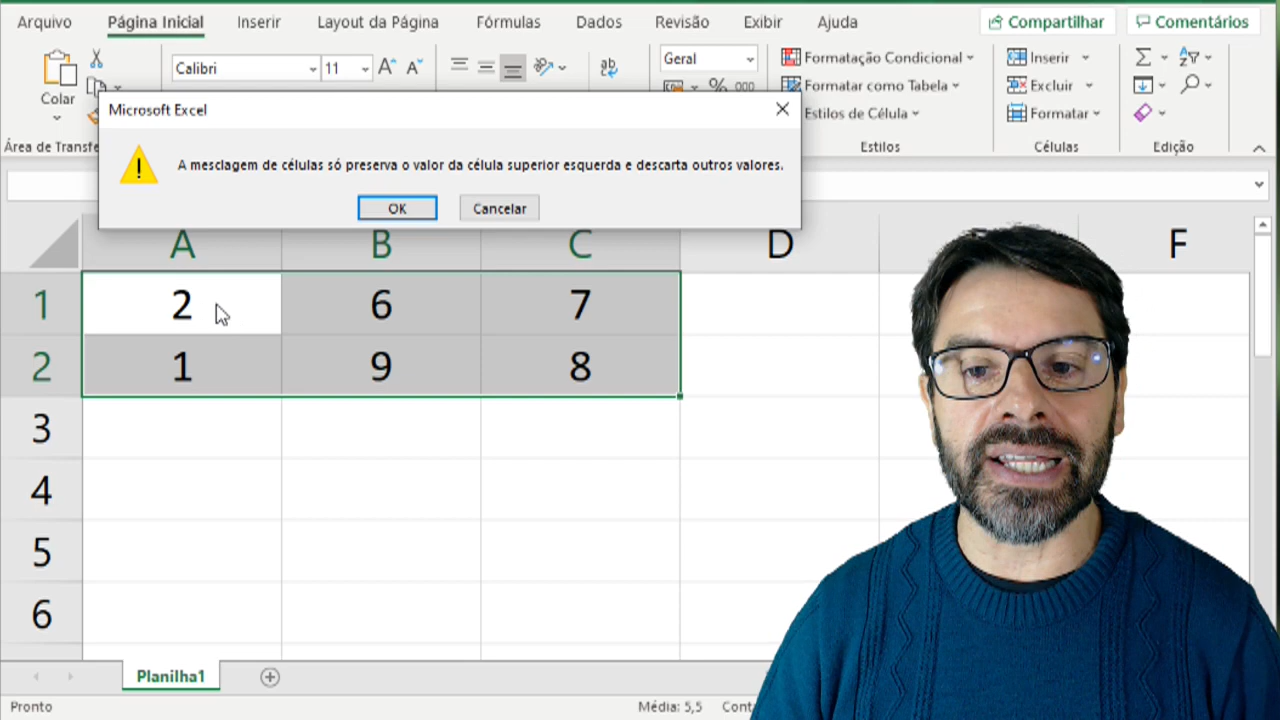 Arquivo Página Inicial Inserir Layout da Página Fórmulas Dados Revisão Exibir Ajuda Compartilhar Comentários
Colar
Calibri 11 A A ab Geral % 000
Formatação Condicional
Formatar como Tabela
Estilos de Célula
Inserir
Excluir
Formatar
Área de Transfe Estilos Células Edição
Microsoft Excel
A mesclagem de células só preserva o valor da célula superior esquerda e descarta outros valores.
OK Cancelar
A B C D F
1 2 6 7
2 1 9 8
3
4
5
6
Planilha1
Pronto Média: 5,5